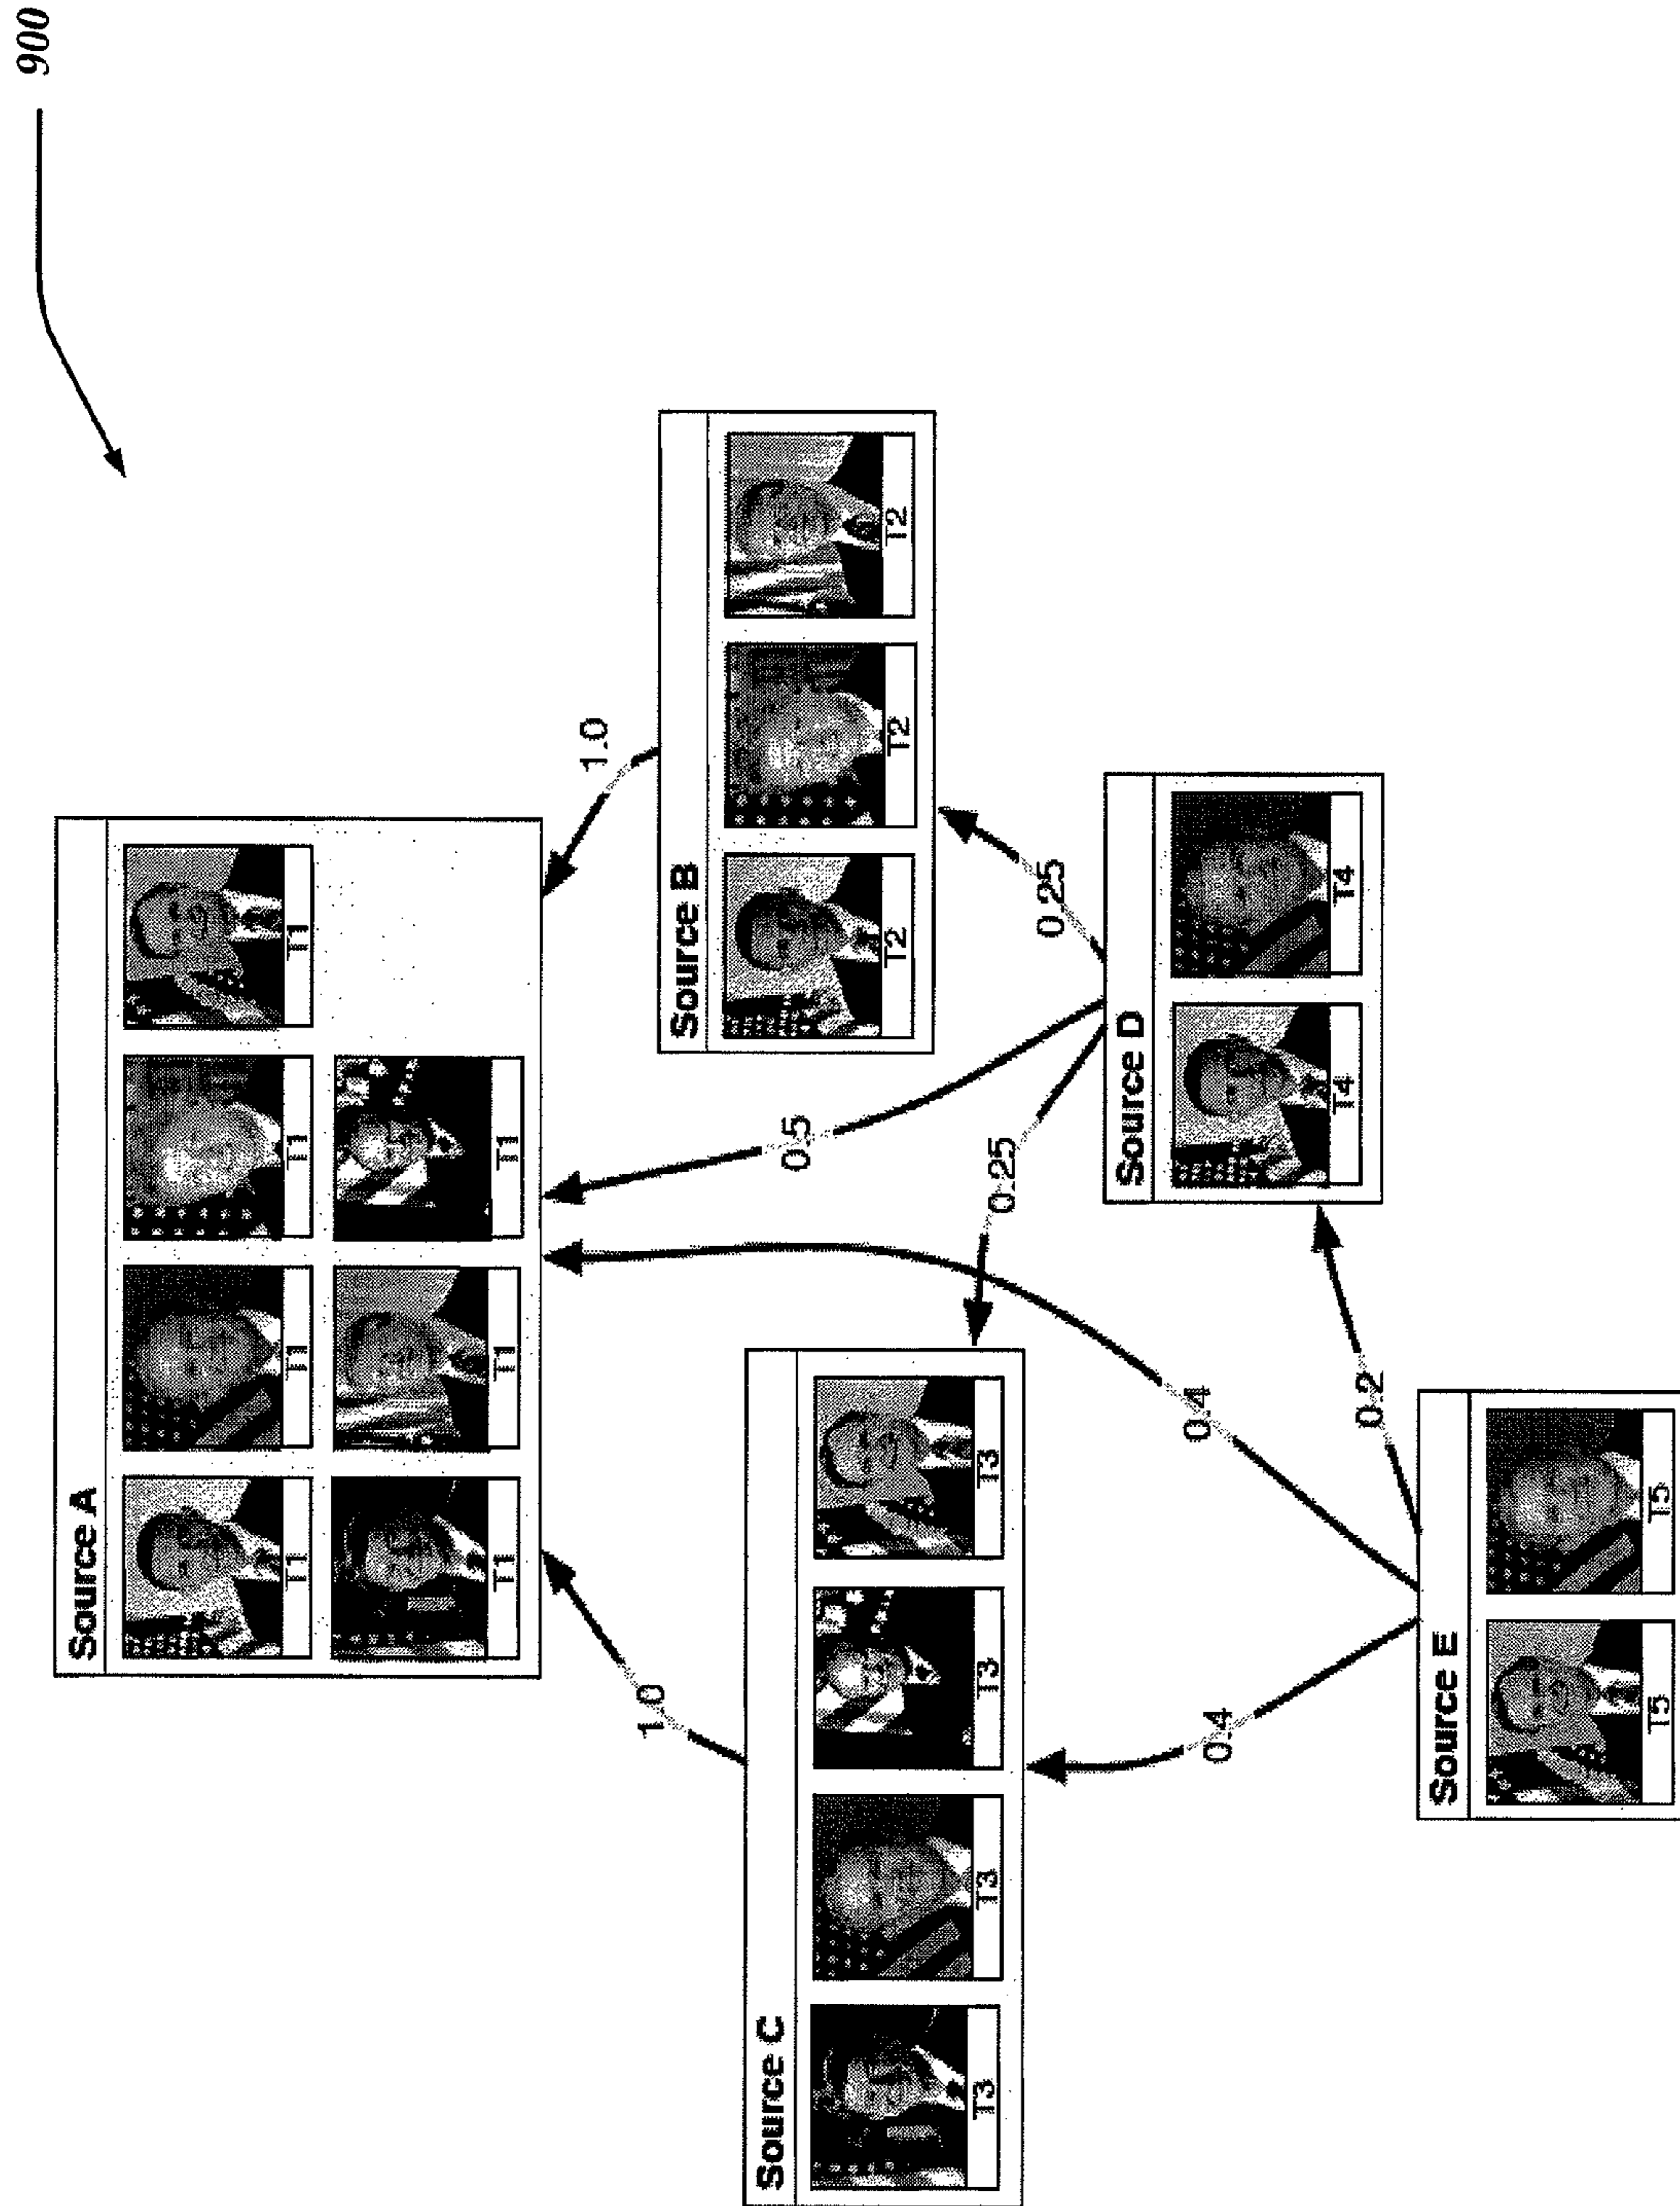 900
Source A
T1 T1 T1 T1
T1 T1 T1
1.0
1.0
Source B
T2 T2 T2
Source C
T3 T3 T3 T3
0.5
0.25
0.25
Source D
T4 T4
0.4
0.4
0.2
Source E
T5 T5